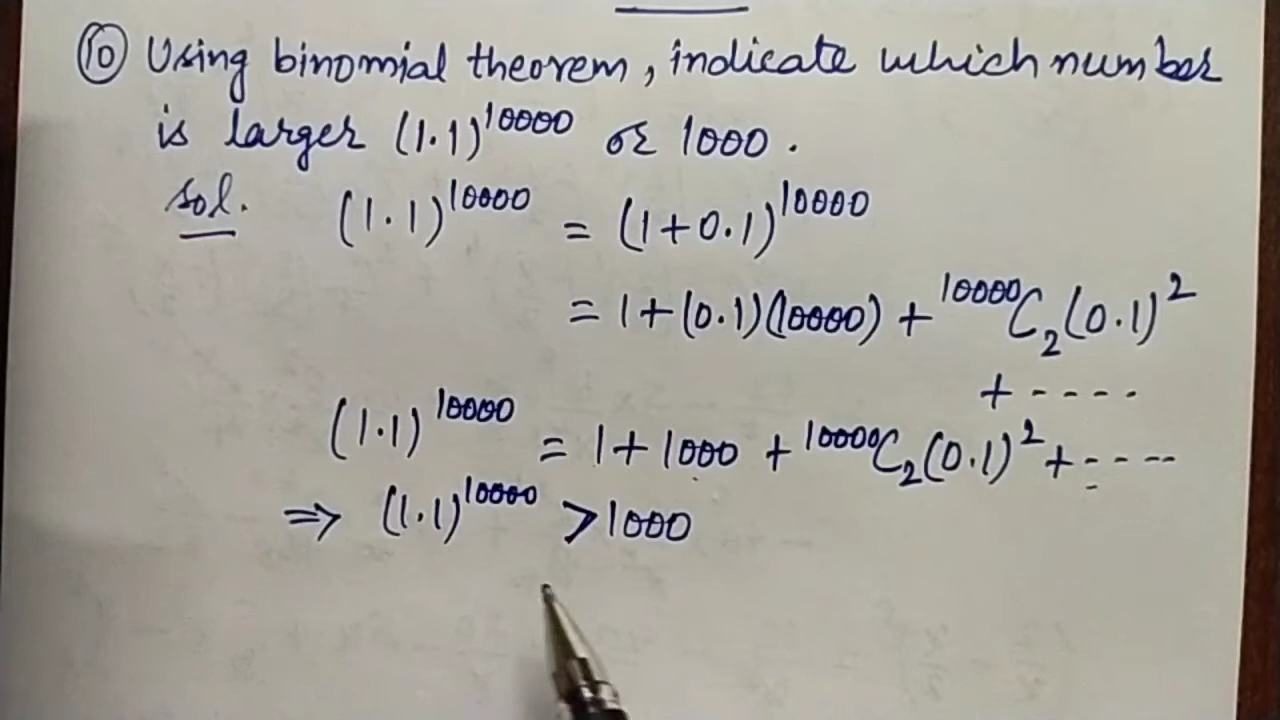 ⑩ Using binomial theorem, indicate which number
is larger (1.1)¹⁰⁰⁰⁰ or 1000.
Sol. (1.1)¹⁰⁰⁰⁰ = (1+0.1)¹⁰⁰⁰⁰
= 1+(0.1)(10000) + ¹⁰⁰⁰⁰C₂(0.1)²
+ ----
(1.1)¹⁰⁰⁰⁰ = 1+1000 + ¹⁰⁰⁰⁰C₂(0.1)² + ----
⇒ (1.1)¹⁰⁰⁰⁰ > 1000